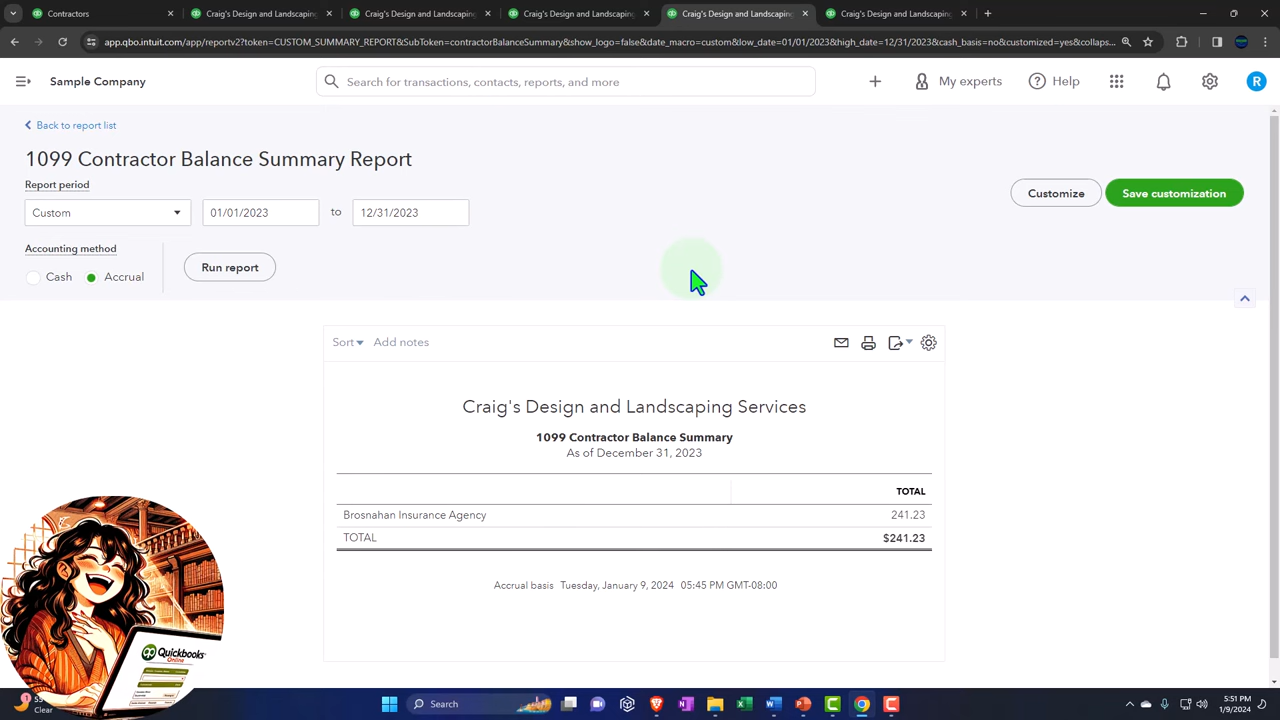 Contractors
Craig's Design and Landscaping
Craig's Design and Landscaping
Craig's Design and Landscaping
Craig's Design and Landscaping
Craig's Design and Landscaping
app.qbo.intuit.com/app/report2?token=CUSTOM_SUMMARY_REPORT&SubToken=contractorBalanceSummary&show_logo=false&date_macro=custom&low_date=01/01/2023&high_date=12/31/2023&cash_basis=no&customized=yes&collaps...
Sample Company
Search for transactions, contacts, reports, and more
My experts
Help
R
Back to report list
1099 Contractor Balance Summary Report
Report period
Custom
01/01/2023 to 12/31/2023
Customize
Save customization
Accounting method
Cash
Accrual
Run report
Sort
Add notes
Craig's Design and Landscaping Services
1099 Contractor Balance Summary
As of December 31, 2023
TOTAL
Brosnahan Insurance Agency 241.23
TOTAL $241.23
Accrual basis Tuesday, January 9, 2024 05:45 PM GMT-08:00
qb Quickbooks
Online
Clear
Search
5:51 PM
1/9/2024